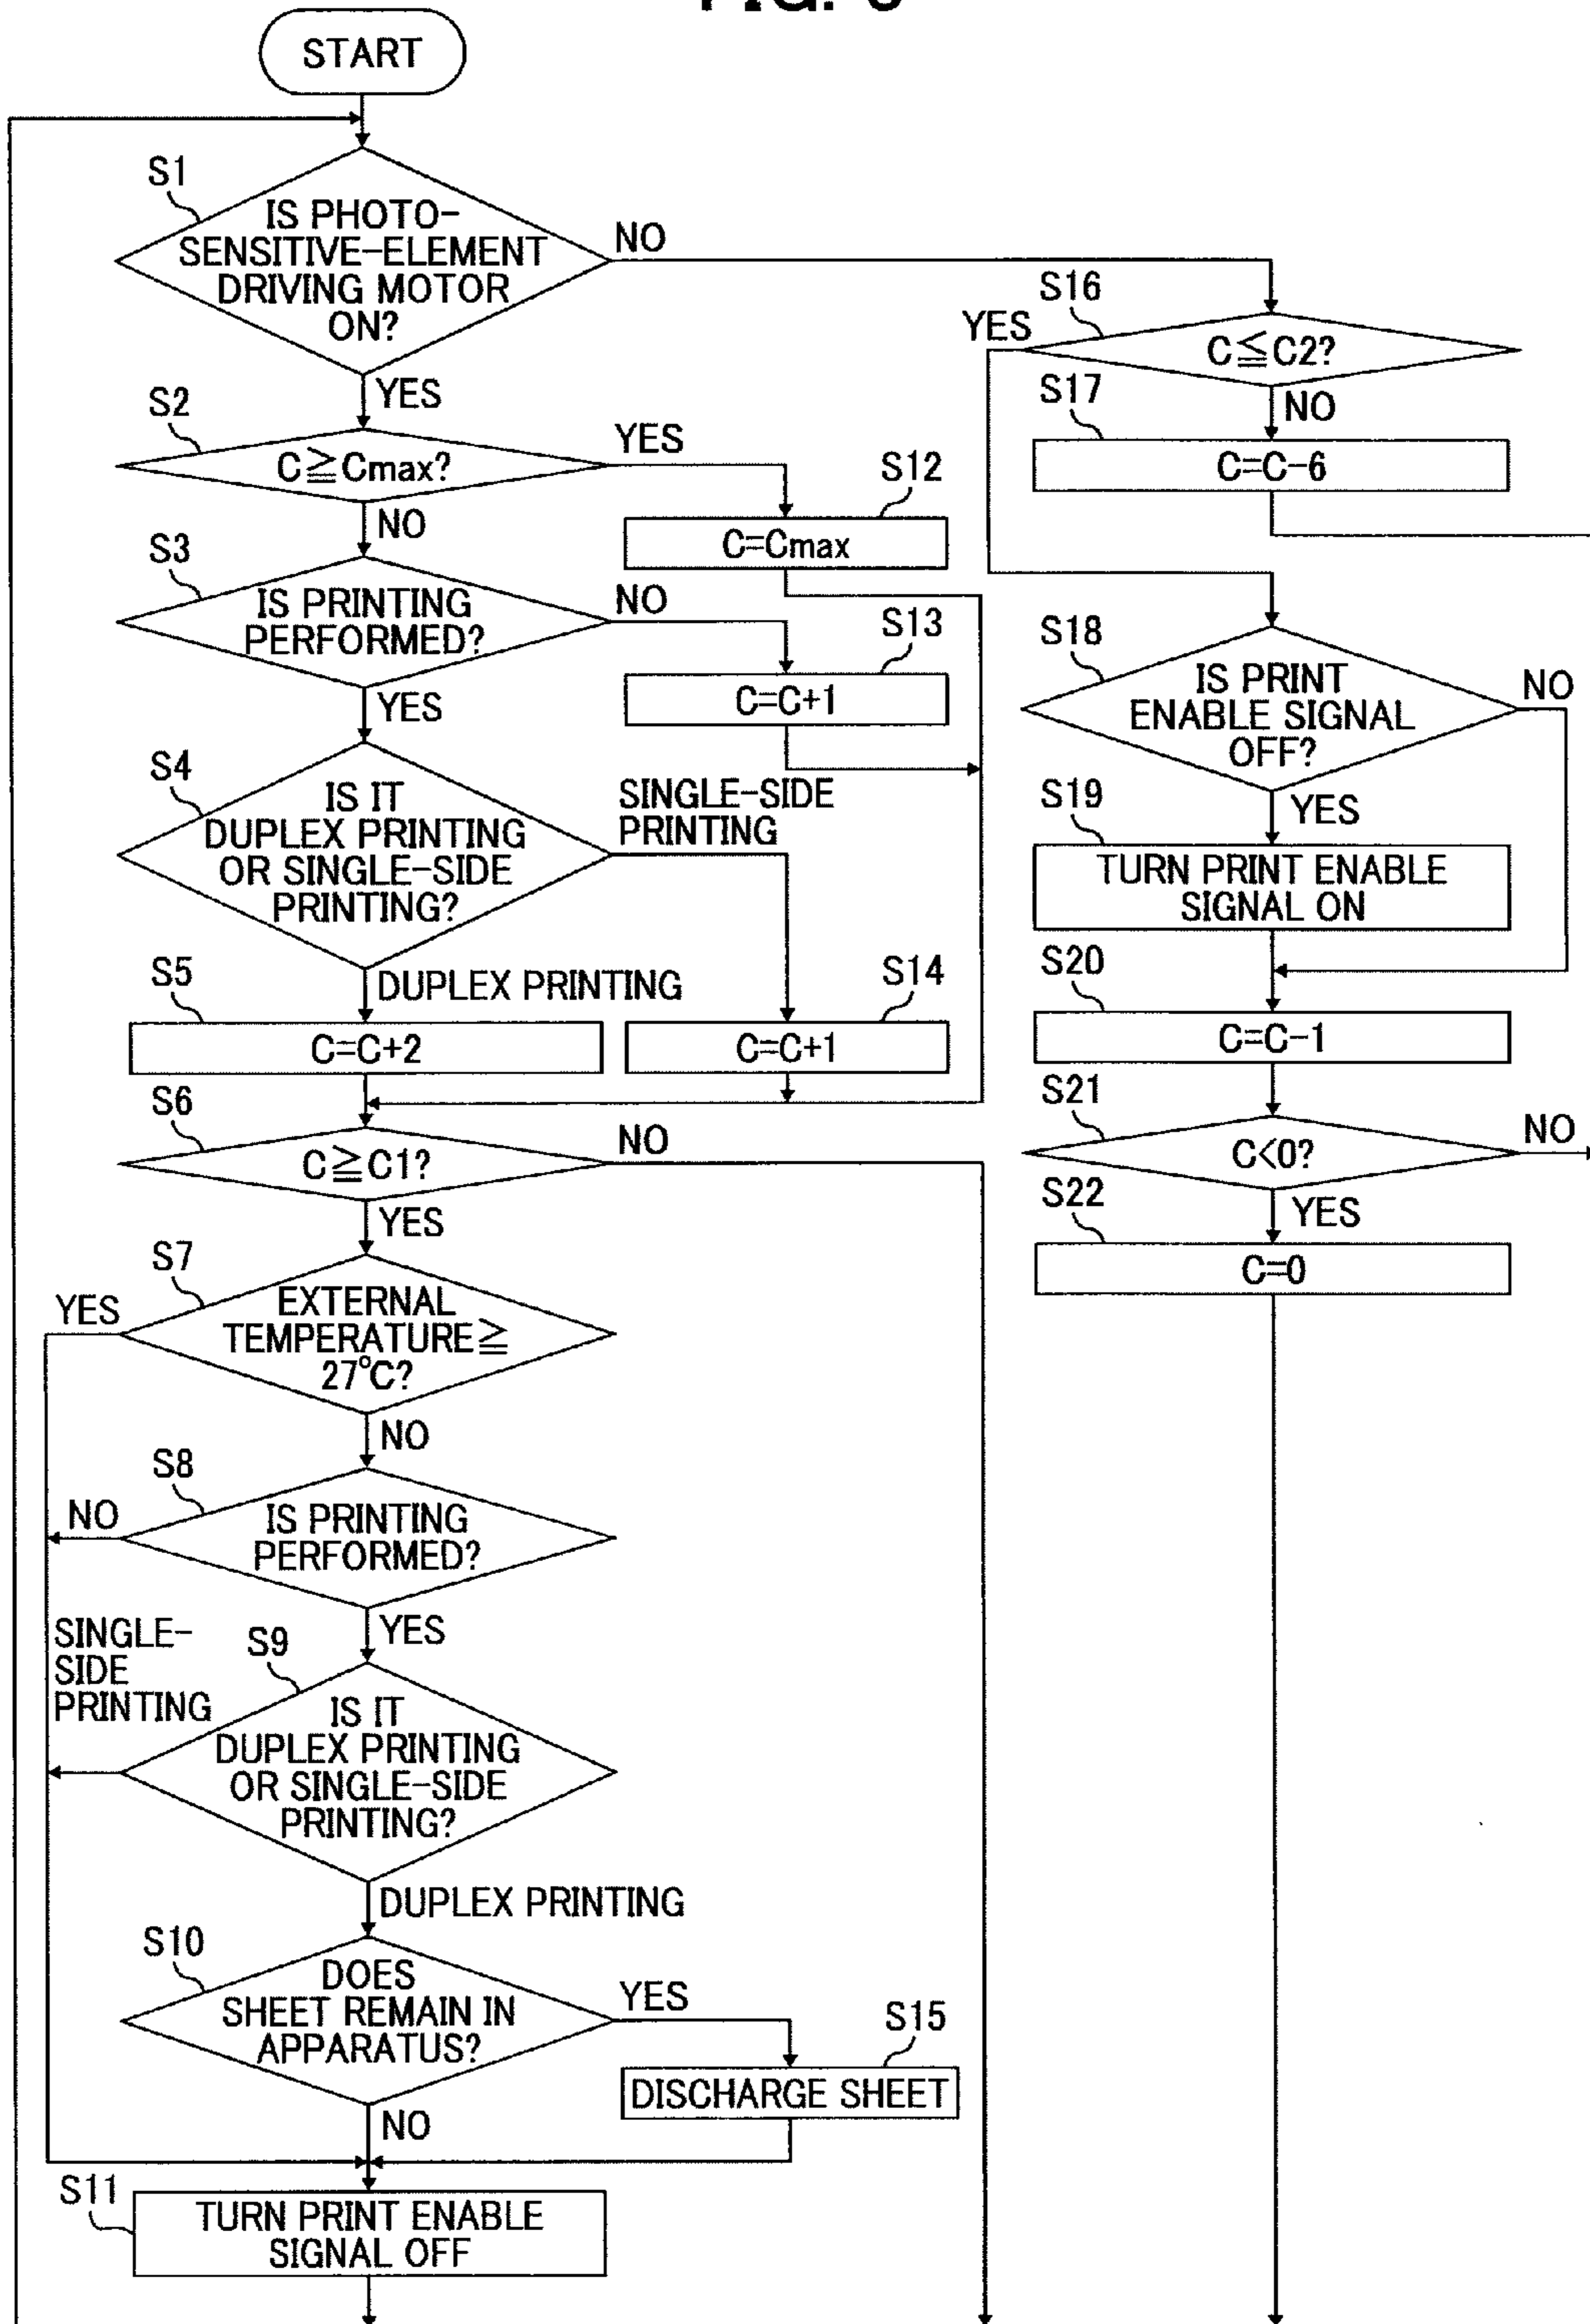 START
S1
IS PHOTO-
SENSITIVE-ELEMENT
DRIVING MOTOR
ON?
NO
YES
S2
C≧Cmax?
YES
NO
S12
C=Cmax
S3
IS PRINTING
PERFORMED?
NO
YES
S13
C=C+1
S4
IS IT
DUPLEX PRINTING
OR SINGLE-SIDE
PRINTING?
SINGLE-SIDE
PRINTING
DUPLEX PRINTING
S5
C=C+2
S14
C=C+1
S6
C≧C1?
NO
YES
S7
EXTERNAL
TEMPERATURE≧
27°C?
YES
NO
S8
IS PRINTING
PERFORMED?
NO
YES
S9
IS IT
DUPLEX PRINTING
OR SINGLE-SIDE
PRINTING?
SINGLE-
SIDE
PRINTING
DUPLEX PRINTING
S10
DOES
SHEET REMAIN IN
APPARATUS?
YES
NO
S15
DISCHARGE SHEET
S11
TURN PRINT ENABLE
SIGNAL OFF
S16
C≦C2?
YES
NO
S17
C=C-6
S18
IS PRINT
ENABLE SIGNAL
OFF?
NO
YES
S19
TURN PRINT ENABLE
SIGNAL ON
S20
C=C-1
S21
C<0?
NO
YES
S22
C=0